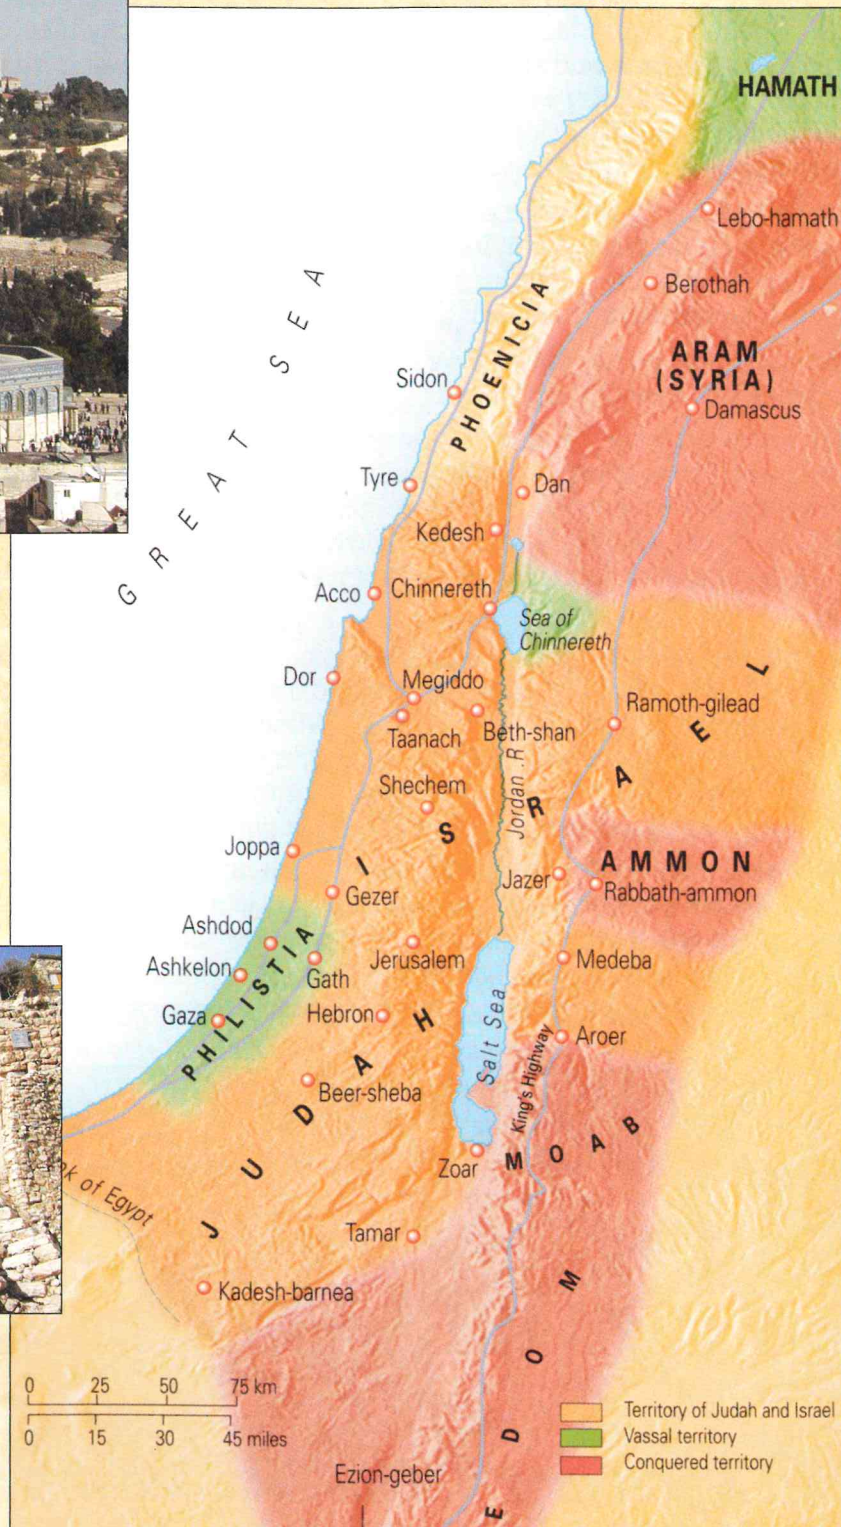 HAMATH
Lebo-hamath
Berothah
GREAT SEA
PHOENICIA
ARAM
(SYRIA)
Sidon
Damascus
Tyre
Dan
Kedesh
Acco
Chinnereth
Sea of
Chinnereth
Dor
Megiddo
Ramoth-gilead
Taanach
Beth-shan
ISRAEL
Shechem
Jordan .R
Joppa
AMMON
Jazer
Rabbath-ammon
Gezer
Ashdod
PHILISTIA
Jerusalem
Medeba
Ashkelon
Gath
Gaza
Hebron
Salt Sea
Aroer
King's Highway
Beer-sheba
JUDAH
MOAB
Zoar
of Egypt
Tamar
Kadesh-barnea
EDOM
0 25 50 75 km
0 15 30 45 miles
Territory of Judah and Israel
Vassal territory
Conquered territory
Ezion-geber